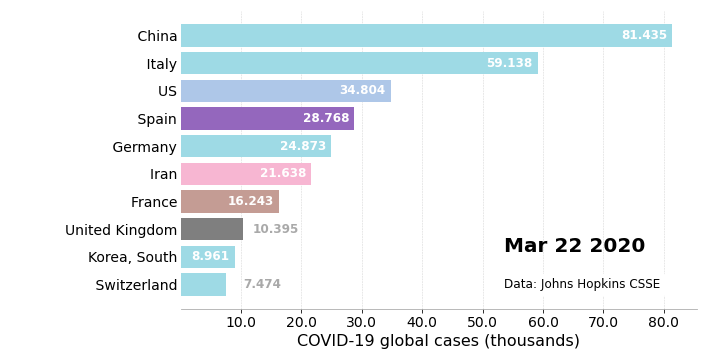 China 81.435
Italy 59.138
US 34.804
Spain 28.768
Germany 24.873
Iran 21.638
France 16.243
United Kingdom 10.395
Korea, South 8.961
Switzerland 7.474
Mar 22 2020
Data: Johns Hopkins CSSE
10.0 20.0 30.0 40.0 50.0 60.0 70.0 80.0
COVID-19 global cases (thousands)